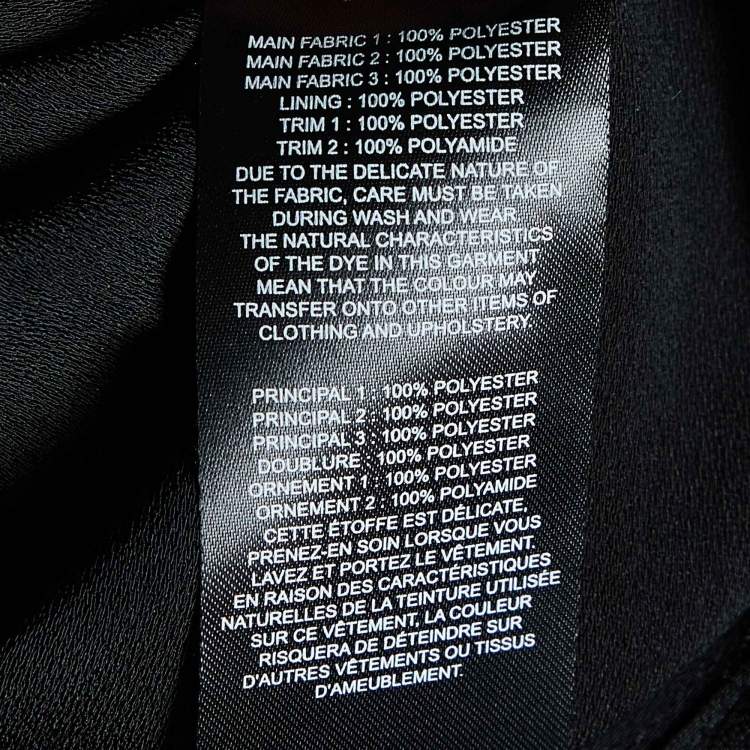 MAIN FABRIC 1 : 100% POLYESTER
MAIN FABRIC 2 : 100% POLYESTER
MAIN FABRIC 3 : 100% POLYESTER
LINING : 100% POLYESTER
TRIM 1 : 100% POLYESTER
TRIM 2 : 100% POLYAMIDE
DUE TO THE DELICATE NATURE OF
THE FABRIC, CARE MUST BE TAKEN
DURING WASH AND WEAR
THE NATURAL CHARACTERISTICS
OF THE DYE IN THIS GARMENT
MEAN THAT THE COLOUR MAY
TRANSFER ONTO OTHER ITEMS OF
CLOTHING AND UPHOLSTERY.
PRINCIPAL 1 : 100% POLYESTER
PRINCIPAL 2 : 100% POLYESTER
PRINCIPAL 3 : 100% POLYESTER
DOUBLURE : 100% POLYESTER
ORNEMENT 1 : 100% POLYESTER
ORNEMENT 2 : 100% POLYAMIDE
CETTE ÉTOFFE EST DÉLICATE,
PRENEZ-EN SOIN LORSQUE VOUS
LAVEZ ET PORTEZ LE VÊTEMENT.
EN RAISON DES CARACTÉRISTIQUES
NATURELLES DE LA TEINTURE UTILISÉE
SUR CE VÊTEMENT, LA COULEUR
RISQUERA DE DÉTEINDRE SUR
D'AUTRES VÊTEMENTS OU TISSUS
D'AMEUBLEMENT.